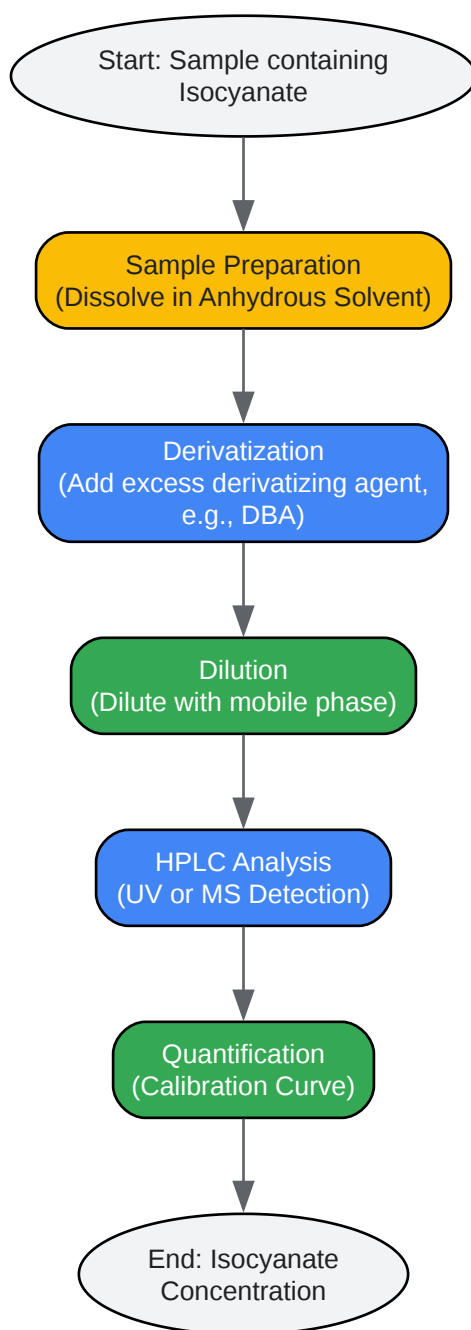 Start: Sample containing
Isocyanate
Sample Preparation
(Dissolve in Anhydrous Solvent)
Derivatization
(Add excess derivatizing agent,
e.g., DBA)
Dilution
(Dilute with mobile phase)
HPLC Analysis
(UV or MS Detection)
Quantification
(Calibration Curve)
End: Isocyanate
Concentration